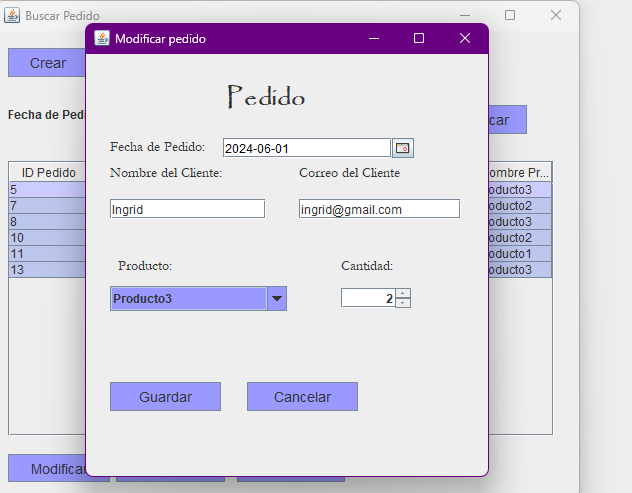 Buscar Pedido
Modificar pedido
Crear
Pedido
Fecha de Pedi
car
Fecha de Pedido: 2024-06-01
Nombre del Cliente: Correo del Cliente
ID Pedido
ombre Pr...
5
oducto3
7
oducto2
8
oducto3
10
oducto2
11
oducto1
13
oducto3
Ingrid ingrid@gmail.com
Producto: Cantidad:
Producto3 2
Guardar Cancelar
Modificar